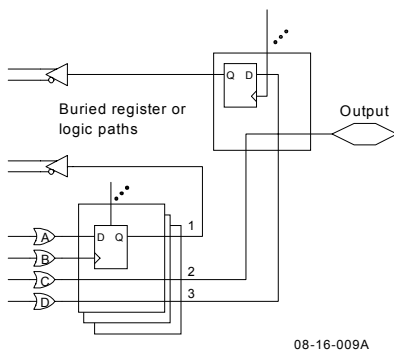 Q D
Buried register or
logic paths
Output
A
B
C
D
D Q
1
2
3
08-16-009A